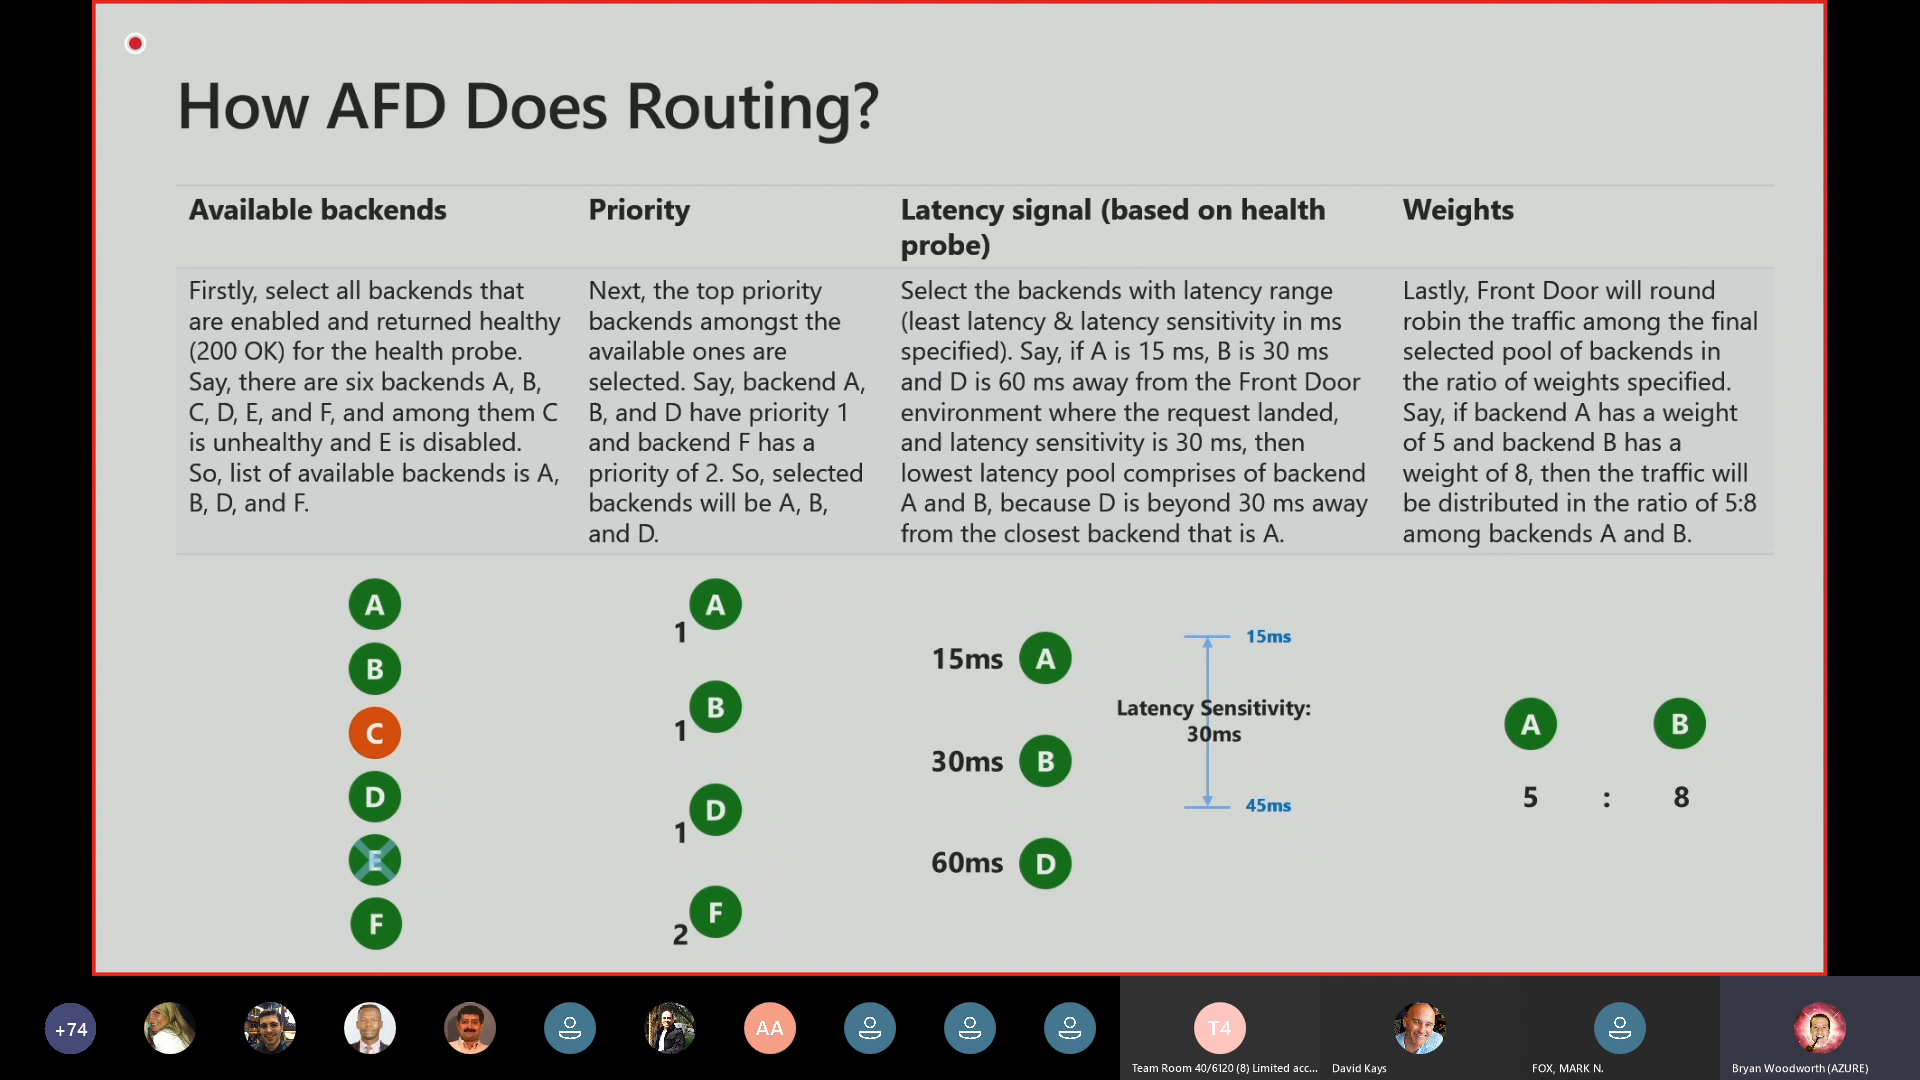 How AFD Does Routing?
Available backends
Priority
Latency signal (based on health
probe)
Weights
Firstly, select all backends that
are enabled and returned healthy
(200 OK) for the health probe.
Say, there are six backends A, B,
C, D, E, and F, and among them C
is unhealthy and E is disabled.
So, list of available backends is A,
B, D, and F.
Next, the top priority
backends amongst the
available ones are
selected. Say, backend A,
B, and D have priority 1
and backend F has a
priority of 2. So, selected
backends will be A, B,
and D.
Select the backends with latency range
(least latency & latency sensitivity in ms
specified). Say, if A is 15 ms, B is 30 ms
and D is 60 ms away from the Front Door
environment where the request landed,
and latency sensitivity is 30 ms, then
lowest latency pool comprises of backend
A and B, because D is beyond 30 ms away
from the closest backend that is A.
Lastly, Front Door will round
robin the traffic among the final
selected pool of backends in
the ratio of weights specified.
Say, if backend A has a weight
of 5 and backend B has a
weight of 8, then the traffic will
be distributed in the ratio of 5:8
among backends A and B.
A
B
C
D
E
F
A
1
B
1
D
1
F
2
15ms A
30ms B
60ms D
15ms
Latency Sensitivity:
30ms
45ms
A B
5 : 8
+74
AA
T4
Team Room 40/6120 (8) Limited acc...
David Kays
FOX, MARK N.
Bryan Woodworth (AZURE)